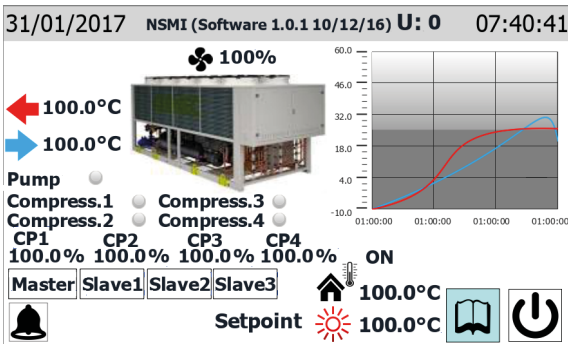 31/01/2017 NSMI (Software 1.0.1 10/12/16) U: 0 07:40:41
100%
100.0°C
100.0°C
60.0
46.0
32.0
18.0
4.0
-10.0
01:00:00 01:00:00 01:00:00 01:00:00
Pump
Compress.1 Compress.3
Compress.2 Compress.4
CP1 CP2 CP3 CP4
100.0% 100.0% 100.0% 100.0%
ON
Master Slave1 Slave2 Slave3
100.0°C
Setpoint 100.0°C